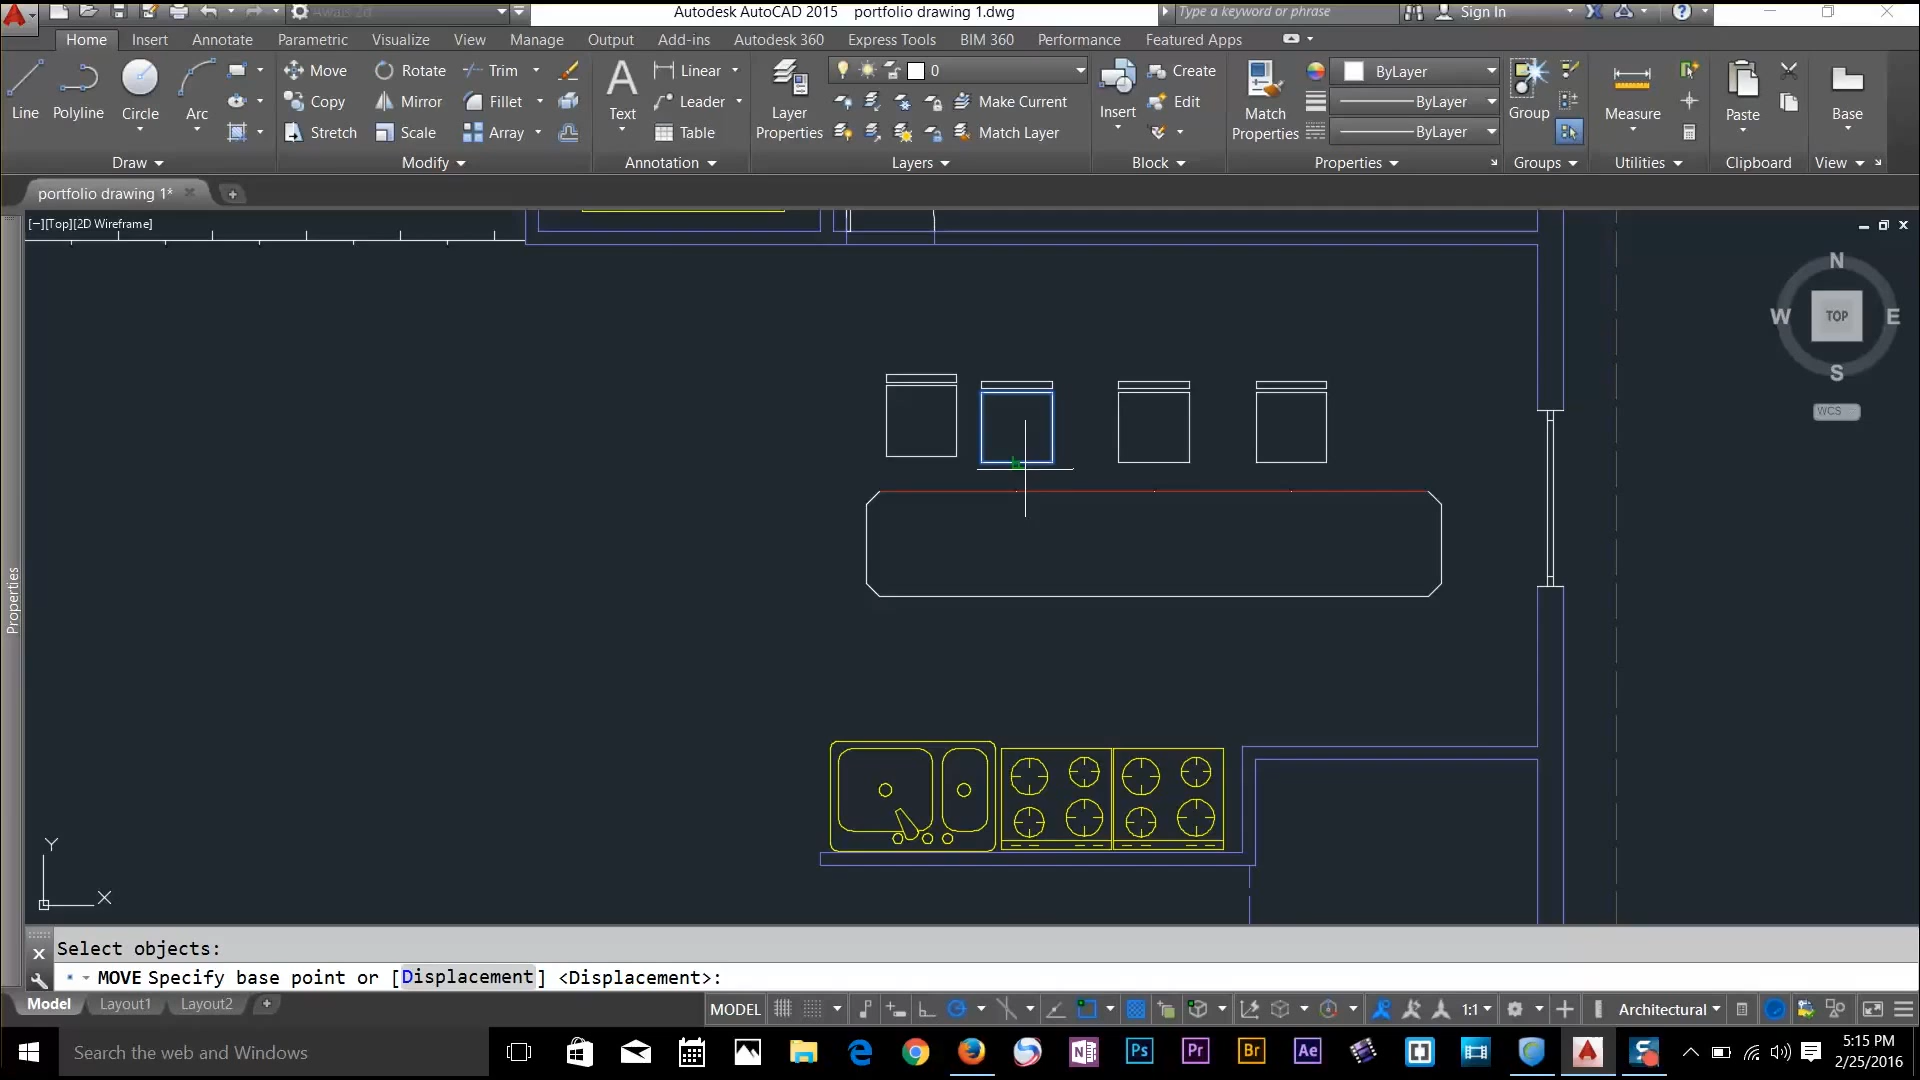 Autodesk AutoCAD 2015 portfolio drawing 1.dwg
Type a keyword or phrase
Sign In
Home Insert Annotate Parametric Visualize View Manage Output Add-ins Autodesk 360 Express Tools BIM 360 Performance Featured Apps
Line Polyline Circle Arc
Move Rotate Trim
Copy Mirror Fillet
Stretch Scale Array
Text
Linear
Leader
Table
Layer Properties
0
Make Current
Match Layer
Insert
Create
Edit
Match Properties
ByLayer
ByLayer
ByLayer
Group
Measure
Paste
Base
Draw Modify Annotation Layers Block Properties Groups Utilities Clipboard View
portfolio drawing 1*
[−][Top][2D Wireframe]
N
W TOP E
S
WCS
Properties
Y
X
Select objects:
MOVE Specify base point or [Displacement] <Displacement>:
Model Layout1 Layout2
MODEL 1:1 Architectural
Search the web and Windows
N Ps Pr Br Ae
5:15 PM
2/25/2016